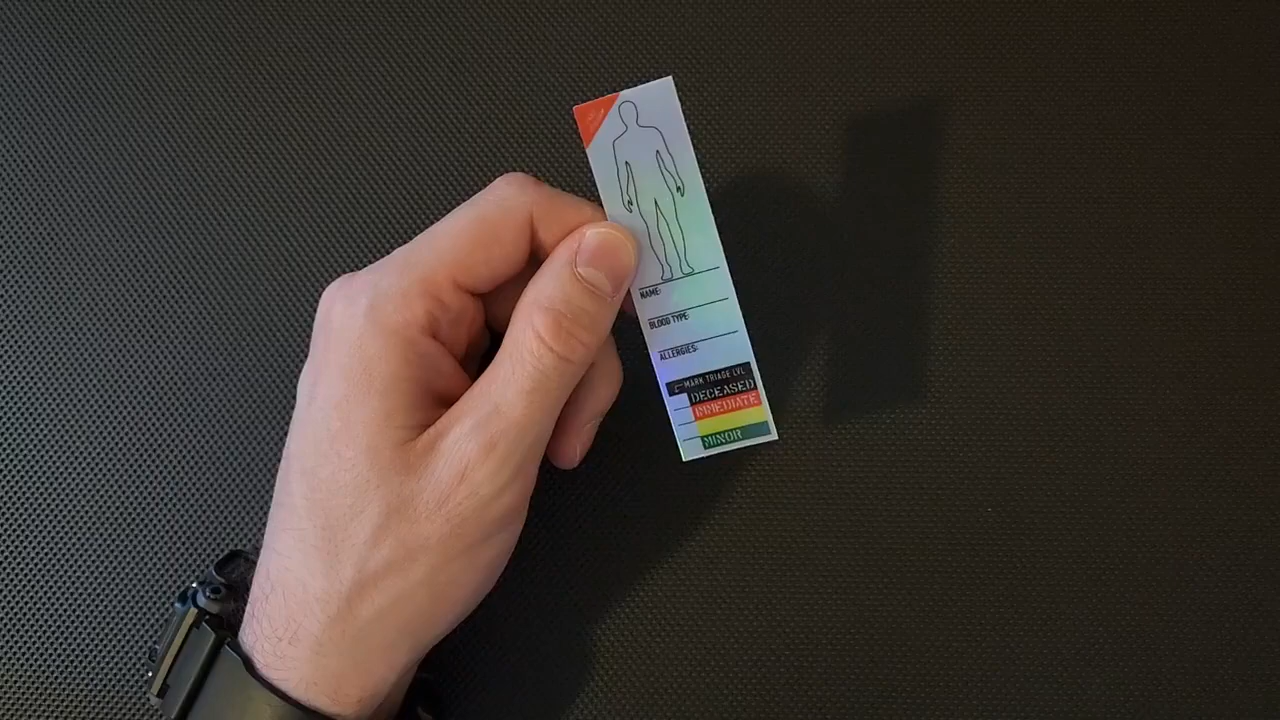 NAME:
BLOOD TYPE:
ALLERGIES:
MARK TRIAGE LVL
DECEASED
IMMEDIATE
MINOR